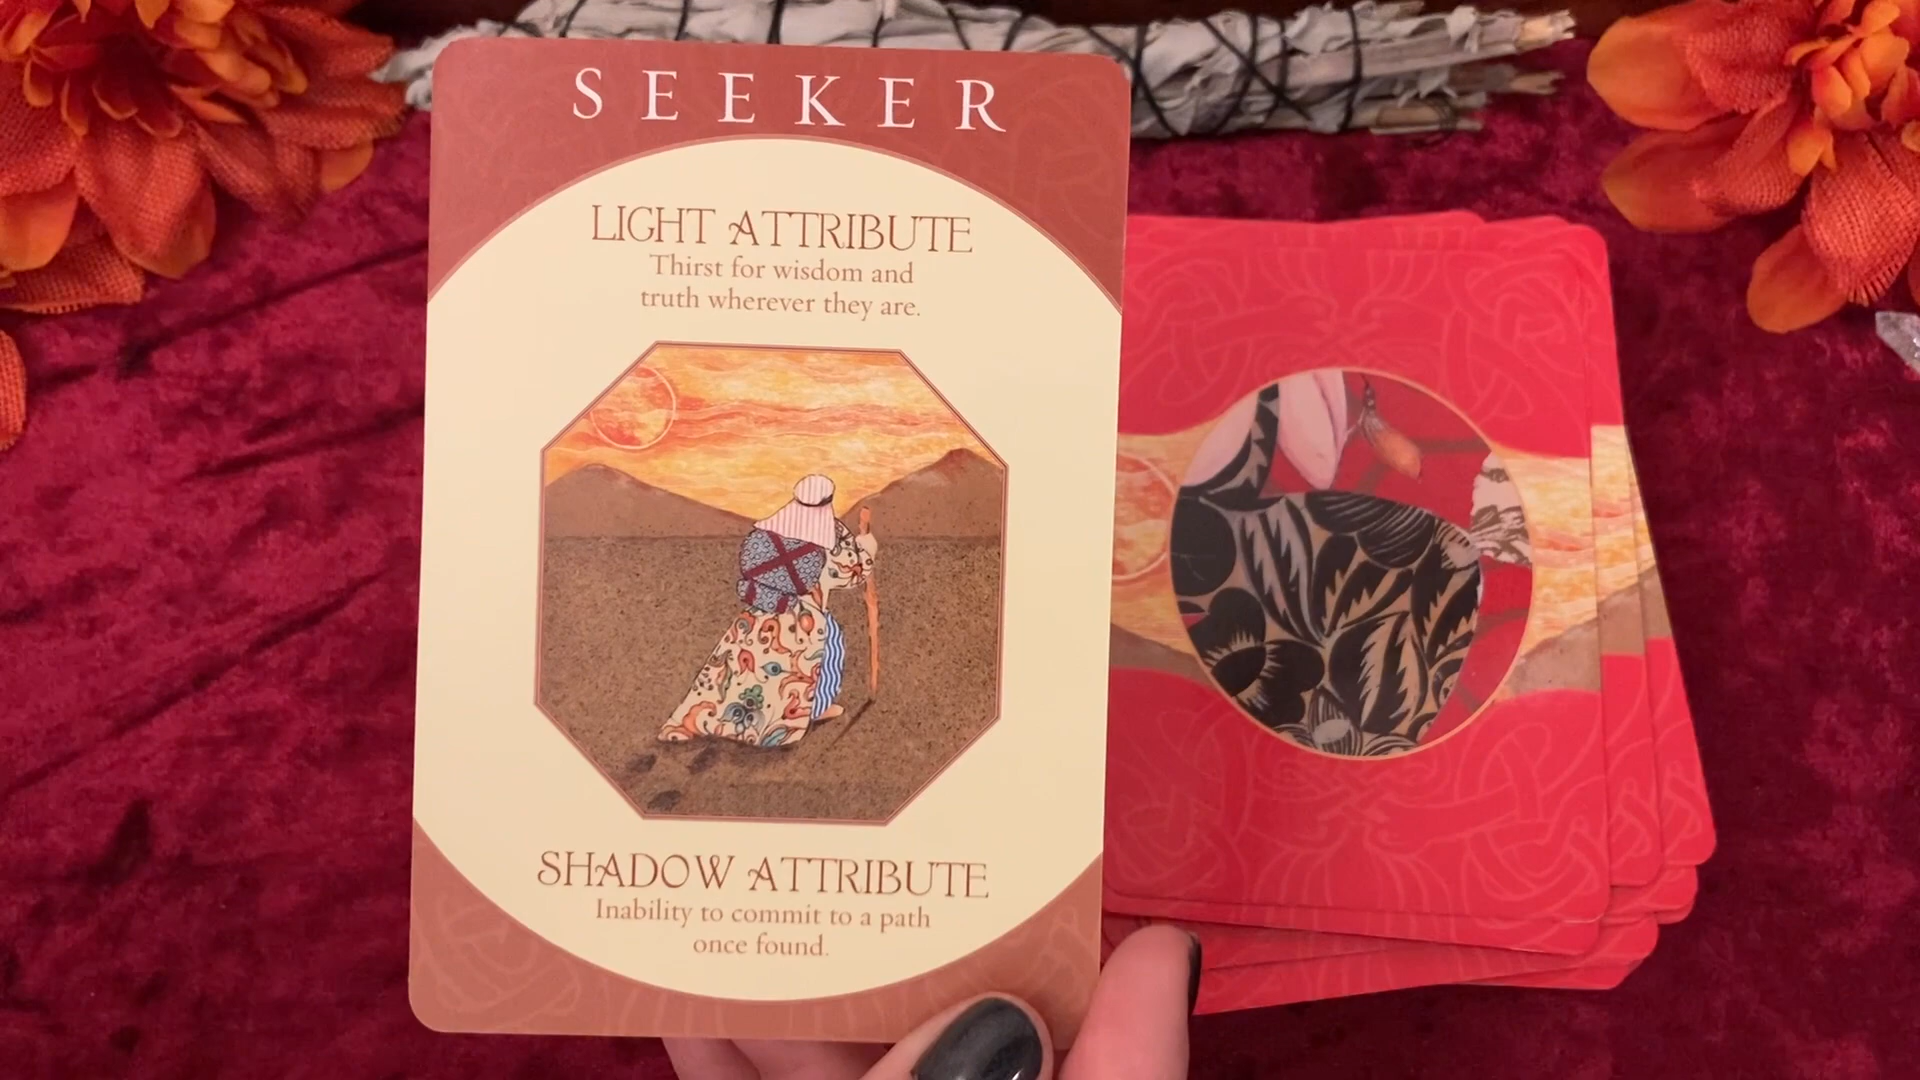 SEEKER
LIGHT ATTRIBUTE
Thirst for wisdom and
truth wherever they are.
SHADOW ATTRIBUTE
Inability to commit to a path
once found.